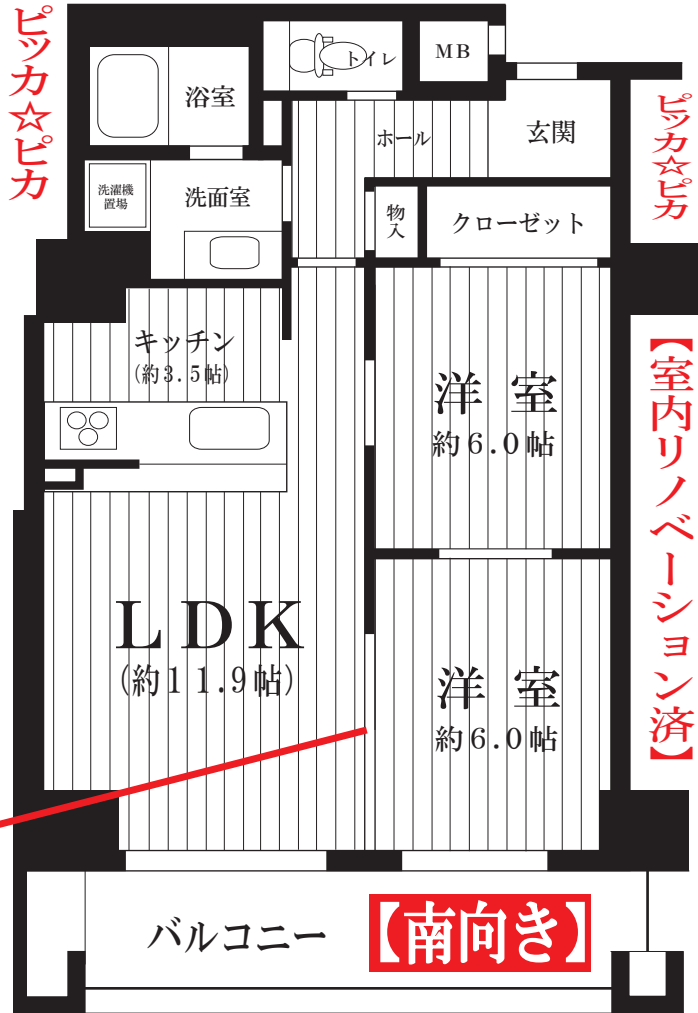 ピッカ☆ピカ
トイレ
MB
浴室
ホール
玄関
ピッカ☆ピカ
洗濯機
置場
洗面室
物入
クローゼット
キッチン
(約3.5帖)
洋室
約6.0帖
【室内リノベーション済】
LDK
(約11.9帖)
洋室
約6.0帖
バルコニー
【南向き】